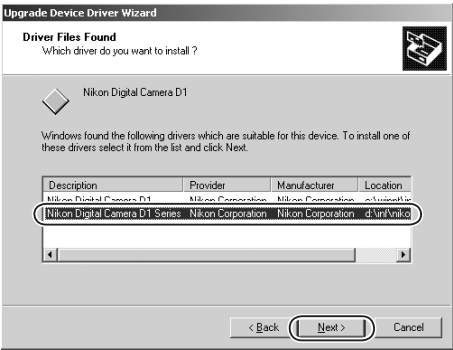 Upgrade Device Driver Wizard
Driver Files Found
Which driver do you want to install ?
Nikon Digital Camera D1
Windows found the following drivers which are suitable for this device. To install one of
these drivers select it from the list and click Next.
Description Provider Manufacturer Location
Nikon Digital Camera D1 Nikon Corporation Nikon Corporation c:\winnt\in
Nikon Digital Camera D1 Series Nikon Corporation Nikon Corporation d:\inf\niko
< Back Next > Cancel